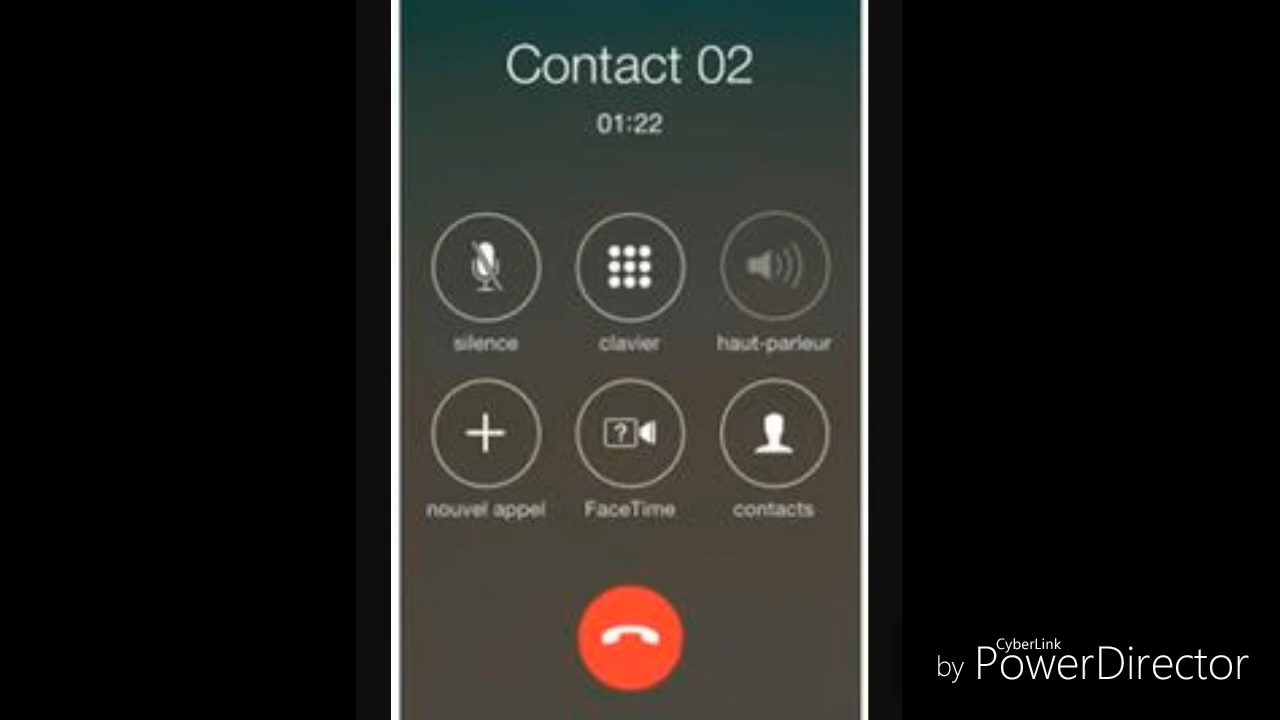 Contact 02
01:22
silence clavier haut-parleur
?
nouvel appel FaceTime contacts
CyberLink
by PowerDirector